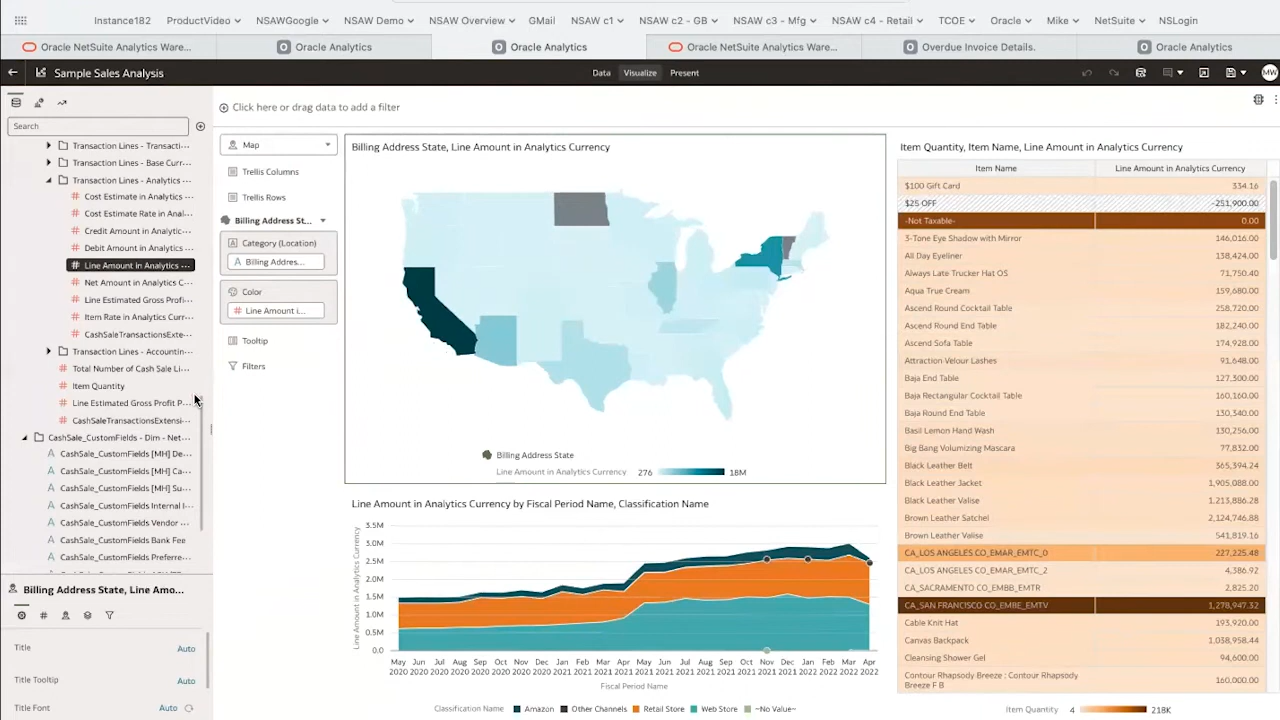 Instance182 ProductVideo NSAWGoogle NSAW Demo NSAW Overview GMail NSAW c1 NSAW c2 - GB NSAW c3 - Mfg NSAW c4 - Retail TCOE Oracle Mike NetSuite NSLogin
Oracle NetSuite Analytics Ware... Oracle Analytics Oracle Analytics Oracle NetSuite Analytics Ware... Overdue Invoice Details. Oracle Analytics
Sample Sales Analysis Data Visualize Present MW
Click here or drag data to add a filter
Search
Transaction Lines - Transacti...
Transaction Lines - Base Curr...
Transaction Lines - Analytics ...
Cost Estimate in Analytics ...
Cost Estimate Rate in Anal...
Credit Amount in Analytic...
Debit Amount in Analytics ...
Line Amount in Analytics ...
Net Amount in Analytics C...
Line Estimated Gross Profi...
Item Rate in Analytics Curr...
CashSaleTransactionsExte...
Transaction Lines - Accountin...
Total Number of Cash Sale Li...
Item Quantity
Line Estimated Gross Profit P...
CashSaleTransactionsExtensi...
CashSale_CustomFields - Dim - Net...
CashSale_CustomFields [MH] De...
CashSale_CustomFields [MH] Ca...
CashSale_CustomFields [MH] Su...
CashSale_CustomFields Internal I...
CashSale_CustomFields Vendor ...
CashSale_CustomFields Bank Fee
CashSale_CustomFields Preferre...
Billing Address State, Line Amo...
Title Auto
Title Tooltip Auto
Title Font Auto
Map
Trellis Columns
Trellis Rows
Billing Address St...
Category (Location)
A Billing Addres...
Color
# Line Amount i...
Tooltip
Filters
Billing Address State, Line Amount in Analytics Currency
Billing Address State
Line Amount in Analytics Currency 276 18M
Line Amount in Analytics Currency by Fiscal Period Name, Classification Name
Line Amount in Analytics Currency
3.5M
3.0M
2.5M
2.0M
1.5M
1.0M
0.5M
0.0
May Jun Jul Aug Sep Oct Nov Dec Jan Feb Mar Apr May Jun Jul Aug Sep Oct Nov Dec Jan Feb Mar Apr
2020 2020 2020 2020 2020 2020 2020 2020 2021 2021 2021 2021 2021 2021 2021 2021 2021 2021 2021 2021 2022 2022 2022 2022
Fiscal Period Name
Classification Name Amazon Other Channels Retail Store Web Store ~No Value~
Item Quantity, Item Name, Line Amount in Analytics Currency
Item Name Line Amount in Analytics Currency
$100 Gift Card 334.16
$25 OFF -251,900.00
-Not Taxable- 0.00
3-Tone Eye Shadow with Mirror 146,016.00
All Day Eyeliner 138,424.00
Always Late Trucker Hat OS 71,750.40
Aqua True Cream 159,680.00
Ascend Round Cocktail Table 258,720.00
Ascend Round End Table 182,240.00
Ascend Sofa Table 174,928.00
Attraction Velour Lashes 91,648.00
Baja End Table 127,300.00
Baja Rectangular Cocktail Table 160,160.00
Baja Round End Table 130,340.00
Basil Lemon Hand Wash 130,256.00
Big Bang Volumizing Mascara 77,832.00
Black Leather Belt 365,394.24
Black Leather Jacket 1,905,088.00
Black Leather Valise 1,213,886.28
Brown Leather Satchel 2,124,746.88
Brown Leather Valise 541,819.16
CA_LOS ANGELES CO_EMAR_EMTC_0 227,225.48
CA_LOS ANGELES CO_EMAR_EMTC_2 4,386.92
CA_SACRAMENTO CO_EMBB_EMTR 2,825.20
CA_SAN FRANCISCO CO_EMBE_EMTV 1,278,947.32
Cable Knit Hat 193,920.00
Canvas Backpack 1,038,958.44
Cleansing Shower Gel 94,600.00
Contour Rhapsody Breeze : Contour Rhapsody
Breeze F B 160,000.00
Item Quantity 4 218K